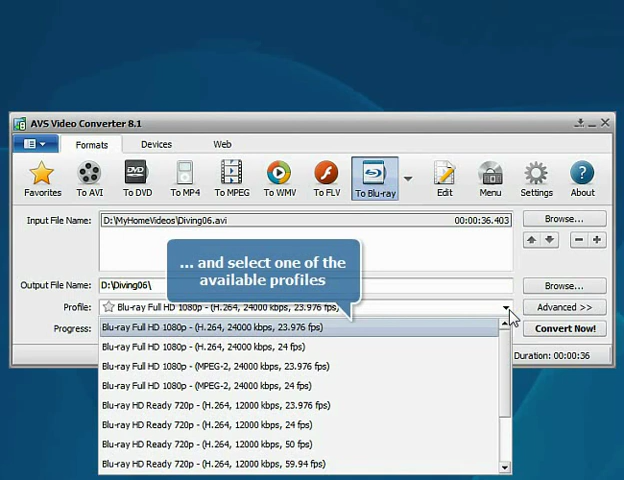 AVS Video Converter 8.1
Formats Devices Web
Favorites To AVI DVD To DVD To MP4 To MPEG To WMV To FLV To Blu-ray Edit Menu Settings About
Input File Name: D:\MyHomeVideos\Diving06.avi 00:00:36.403 Browse...
... and select one of the
available profiles
Output File Name: D:\Diving06\ Browse...
Profile: Blu-ray Full HD 1080p - (H.264, 24000 kbps, 23.976 fps) Advanced >>
Progress: Blu-ray Full HD 1080p - (H.264, 24000 kbps, 23.976 fps) Convert Now!
Blu-ray Full HD 1080p - (H.264, 24000 kbps, 24 fps)
Duration: 00:00:36
Blu-ray Full HD 1080p - (MPEG-2, 24000 kbps, 23.976 fps)
Blu-ray Full HD 1080p - (MPEG-2, 24000 kbps, 24 fps)
Blu-ray HD Ready 720p - (H.264, 12000 kbps, 23.976 fps)
Blu-ray HD Ready 720p - (H.264, 12000 kbps, 24 fps)
Blu-ray HD Ready 720p - (H.264, 12000 kbps, 50 fps)
Blu-ray HD Ready 720p - (H.264, 12000 kbps, 59.94 fps)